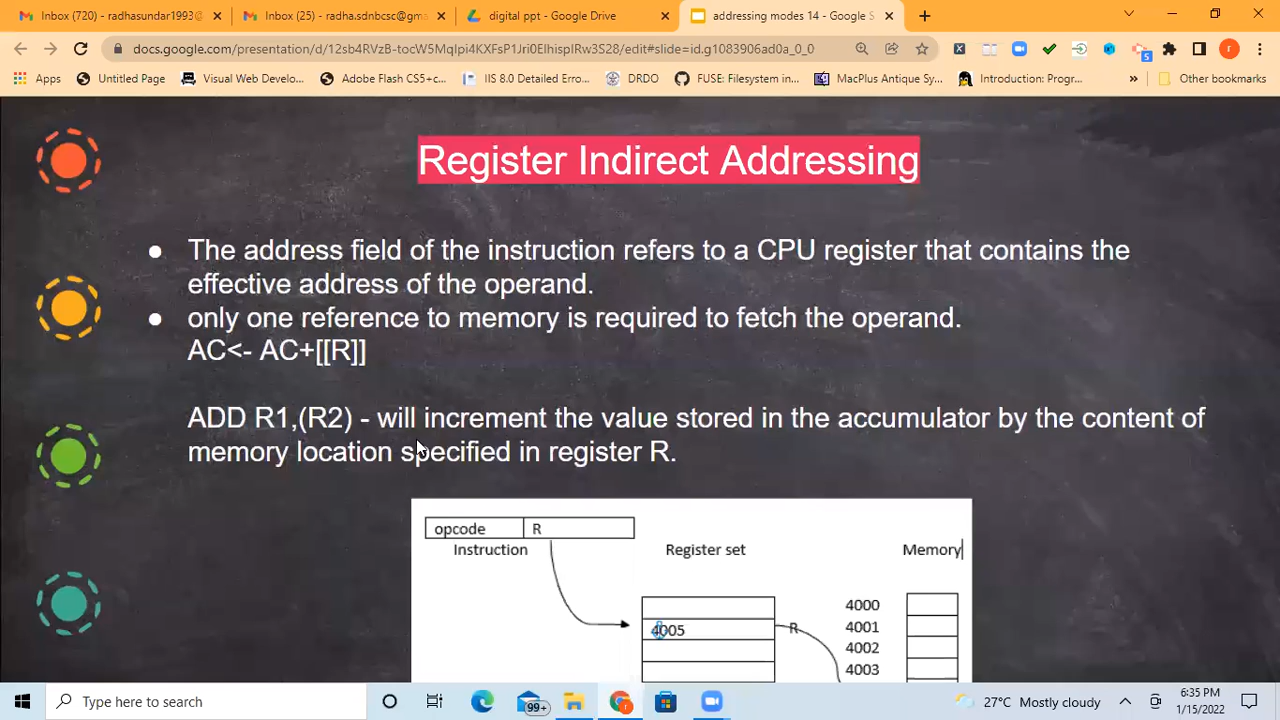 Inbox (720) - radhasundar1993@
Inbox (25) - radha.sdnbcsc@gm
digital ppt - Google Drive
addressing modes 14 - Google S
docs.google.com/presentation/d/12sb4RVzB-tocW5MqIpi4KXFsP1Jrl0ElhispIRw3S28/edit#slide=id.g1083906ad0a_0_0
Apps
Untitled Page
Visual Web Develo...
Adobe Flash CS5+c...
IIS 8.0 Detailed Erro...
DRDO
FUSE: Filesystem in...
MacPlus Antique Sy...
Introduction: Progr...
»
Other bookmarks
5
r
Register Indirect Addressing
● The address field of the instruction refers to a CPU register that contains the
effective address of the operand.
● only one reference to memory is required to fetch the operand.
AC<- AC+[[R]]
ADD R1,(R2) - will increment the value stored in the accumulator by the content of
memory location specified in register R.
opcode R
Instruction
Register set
Memory
4005
R
4000
4001
4002
4003
Type here to search
99+
27°C Mostly cloudy
6:35 PM
1/15/2022